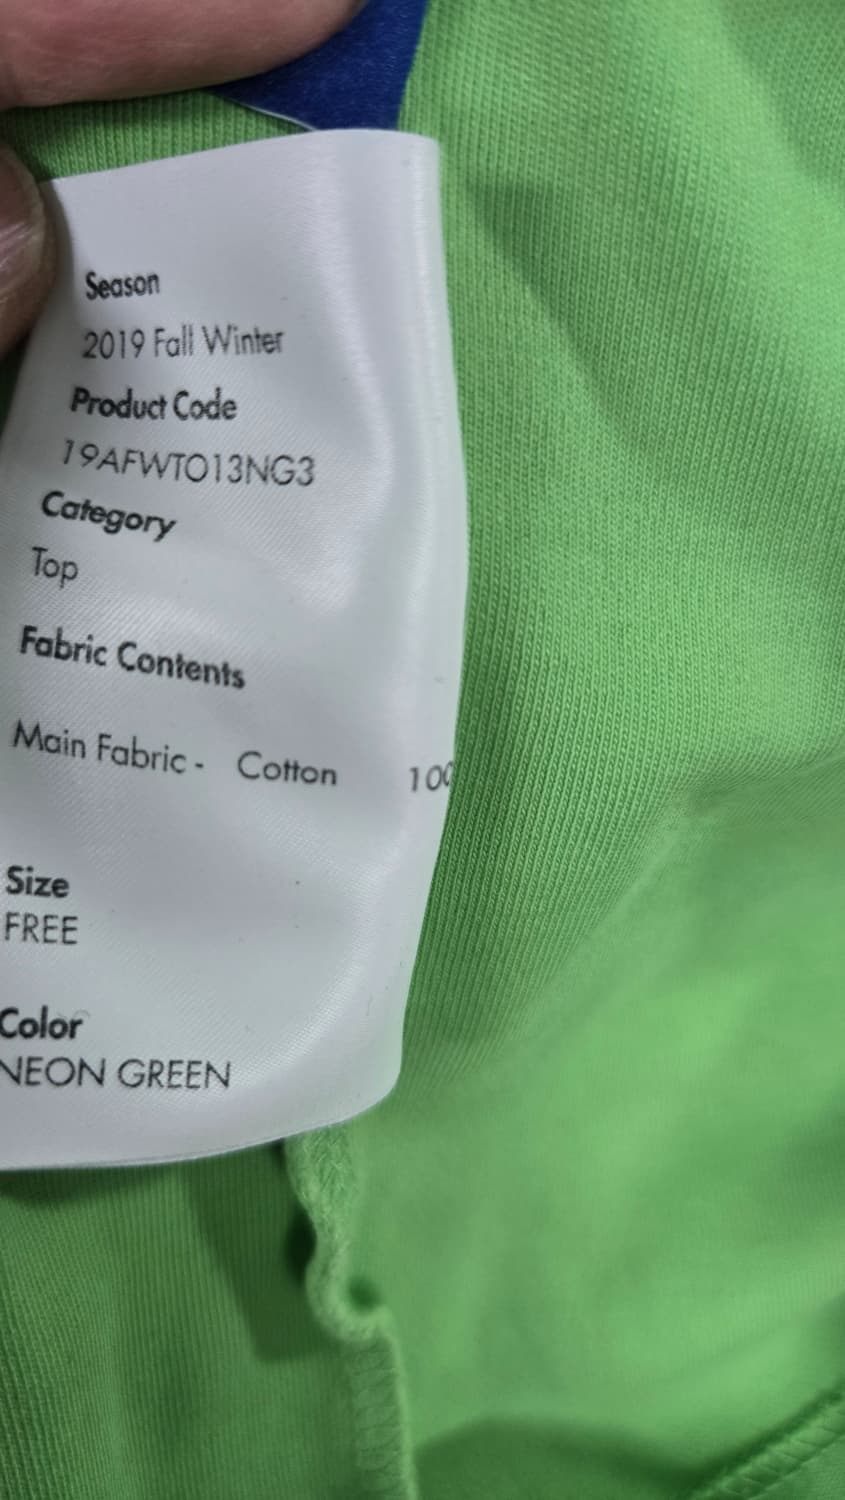 Season
2019 Fall Winter
Product Code
19AFWTO13NG3
Category
Top
Fabric Contents
Main Fabric - Cotton 100
Size
FREE
Color
NEON GREEN